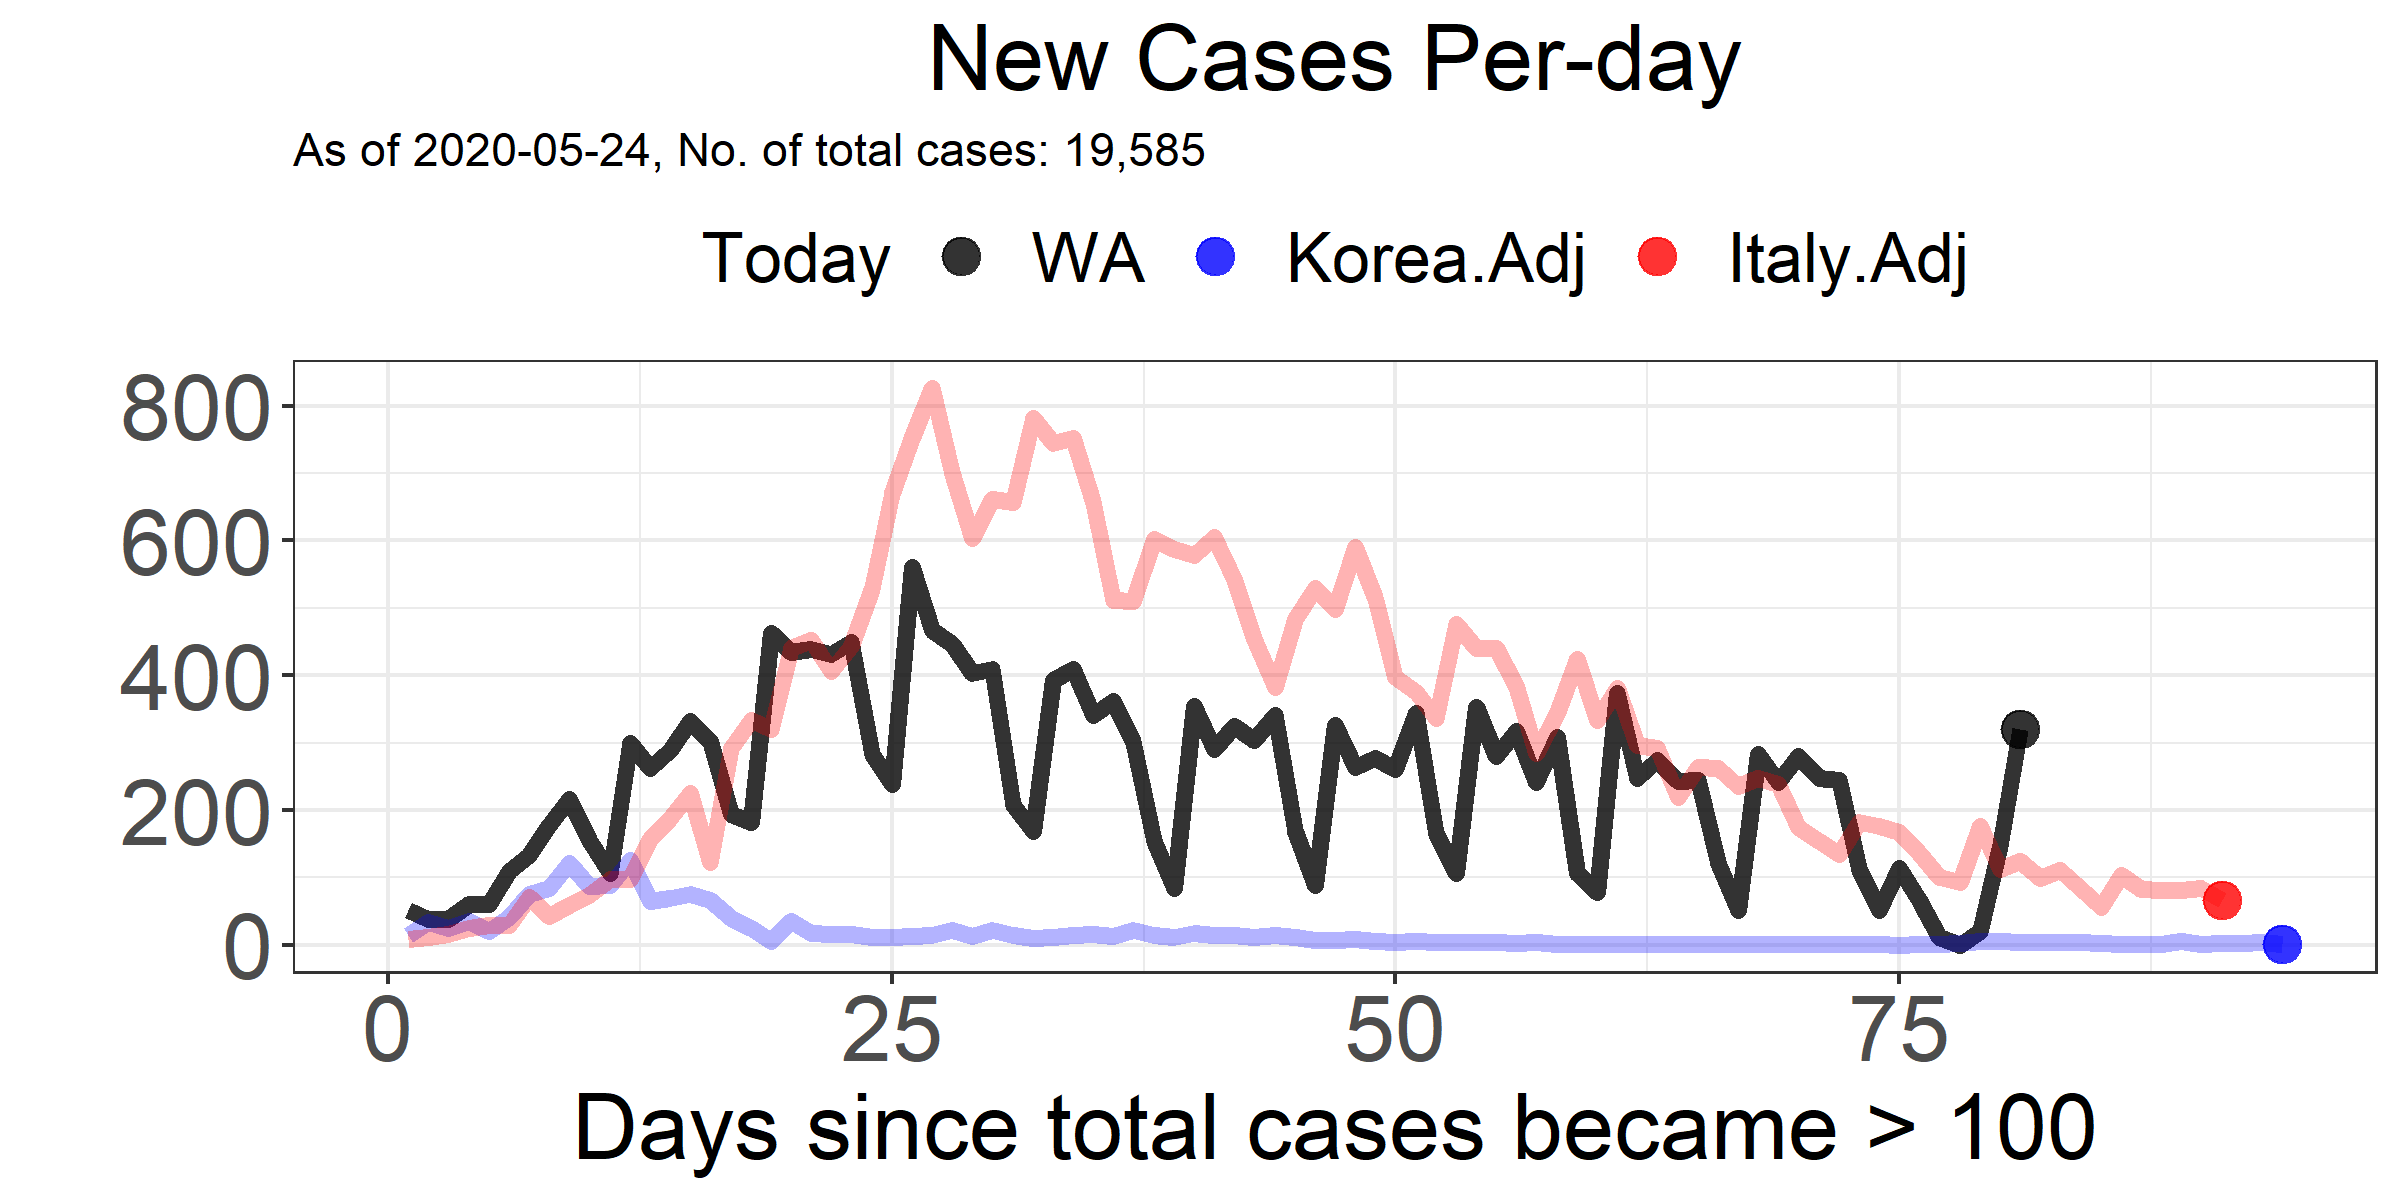 New Cases Per-day
As of 2020-05-24, No. of total cases: 19,585
Today WA Korea.Adj Italy.Adj
800
600
400
200
0
0 25 50 75
Days since total cases became > 100